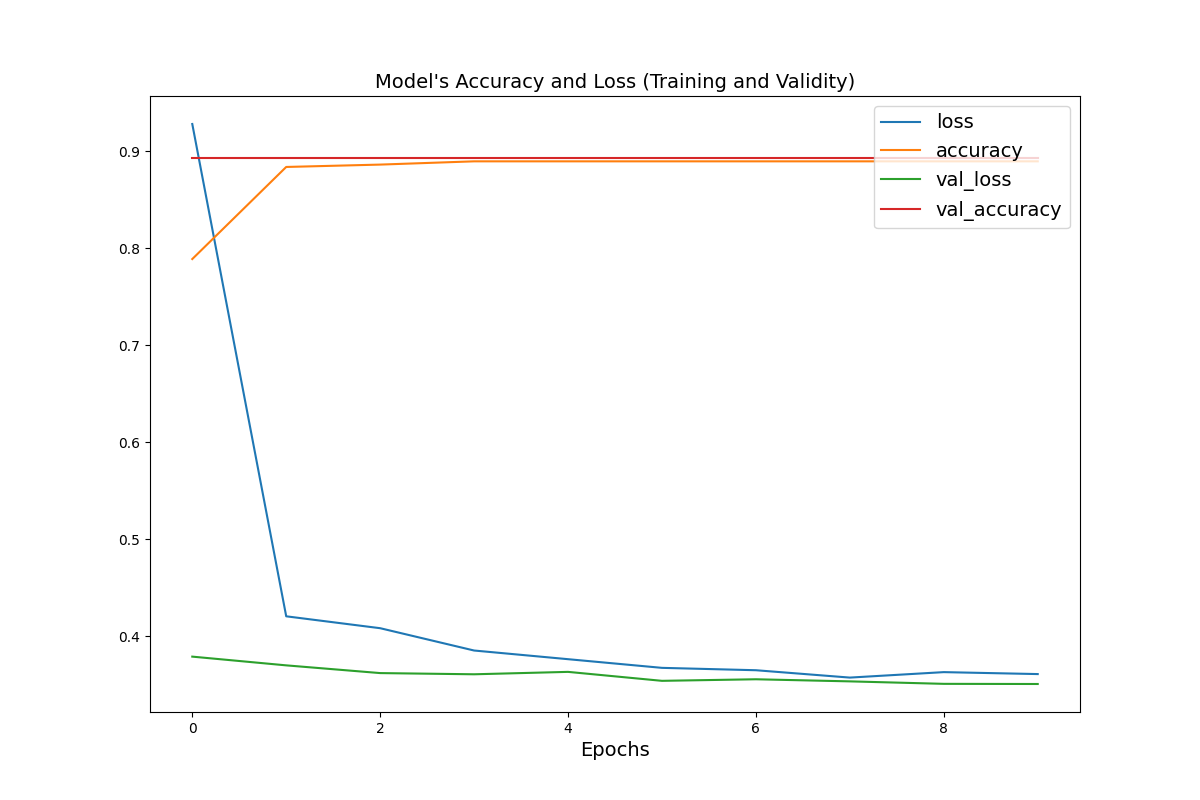 Model's Accuracy and Loss (Training and Validity)
loss
accuracy
val_loss
val_accuracy
0.9
0.8
0.7
0.6
0.5
0.4
0 2 4 6 8
Epochs